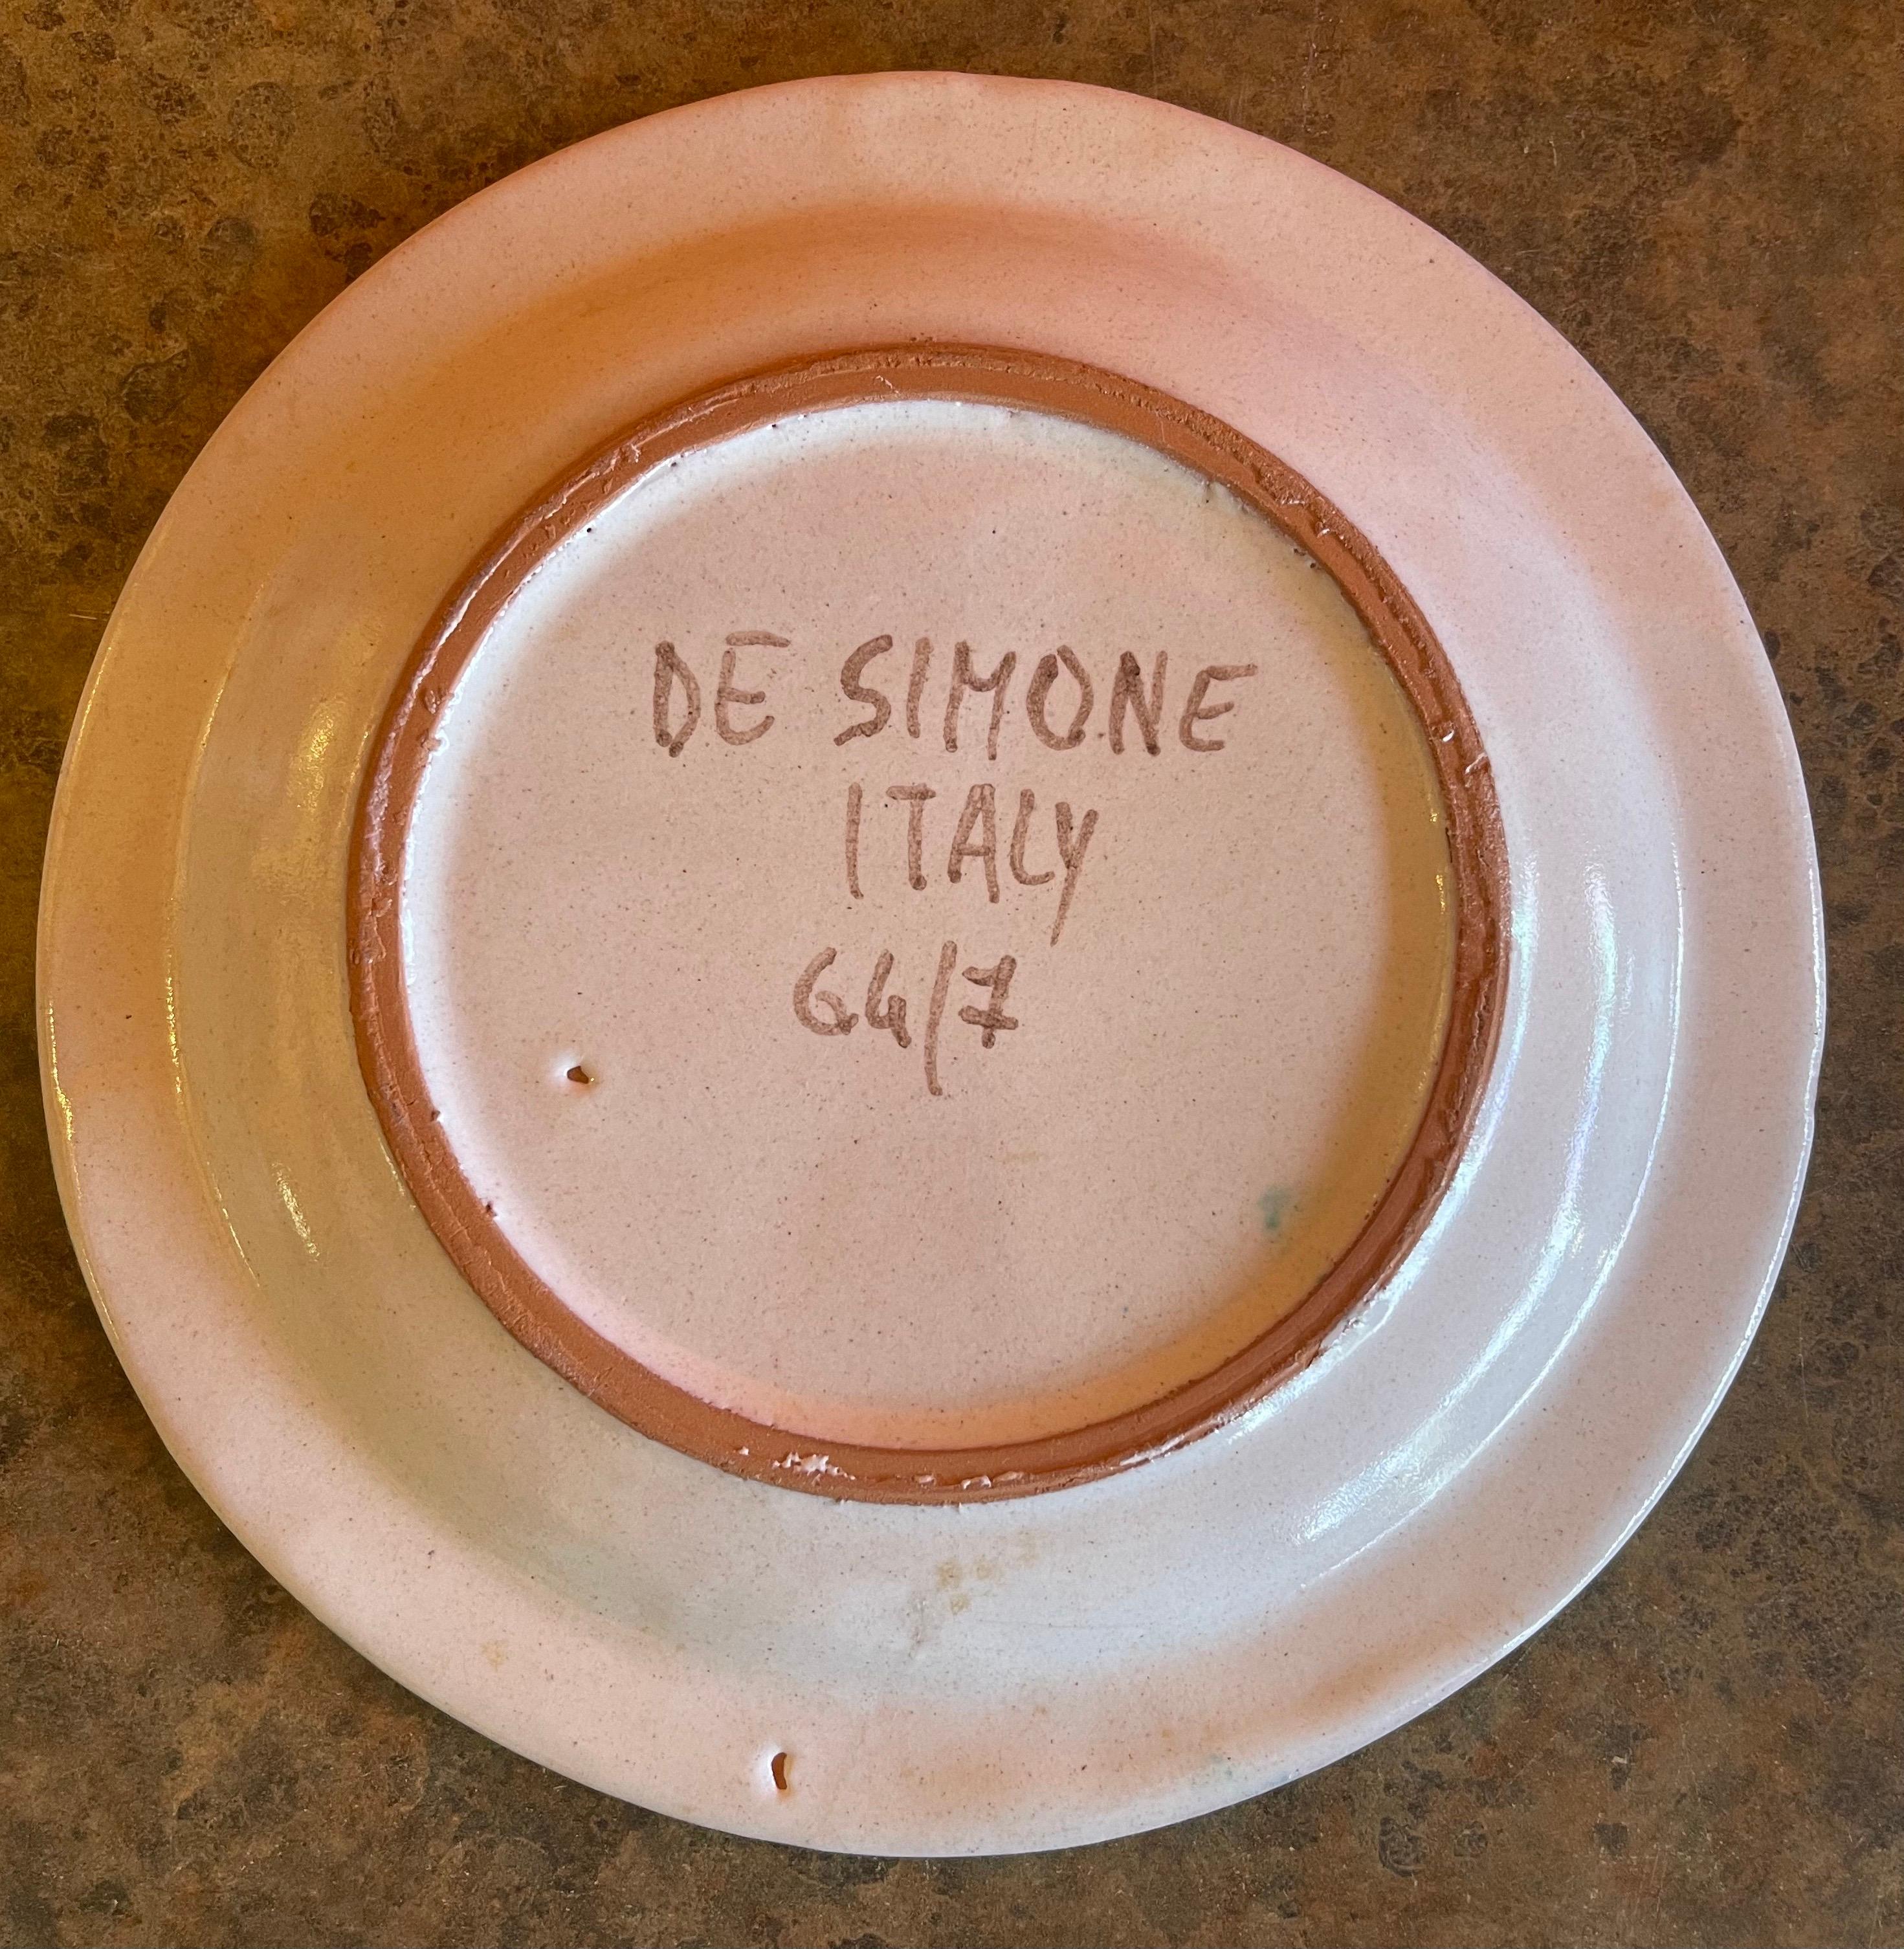 DE SIMONE
ITALY
64/7